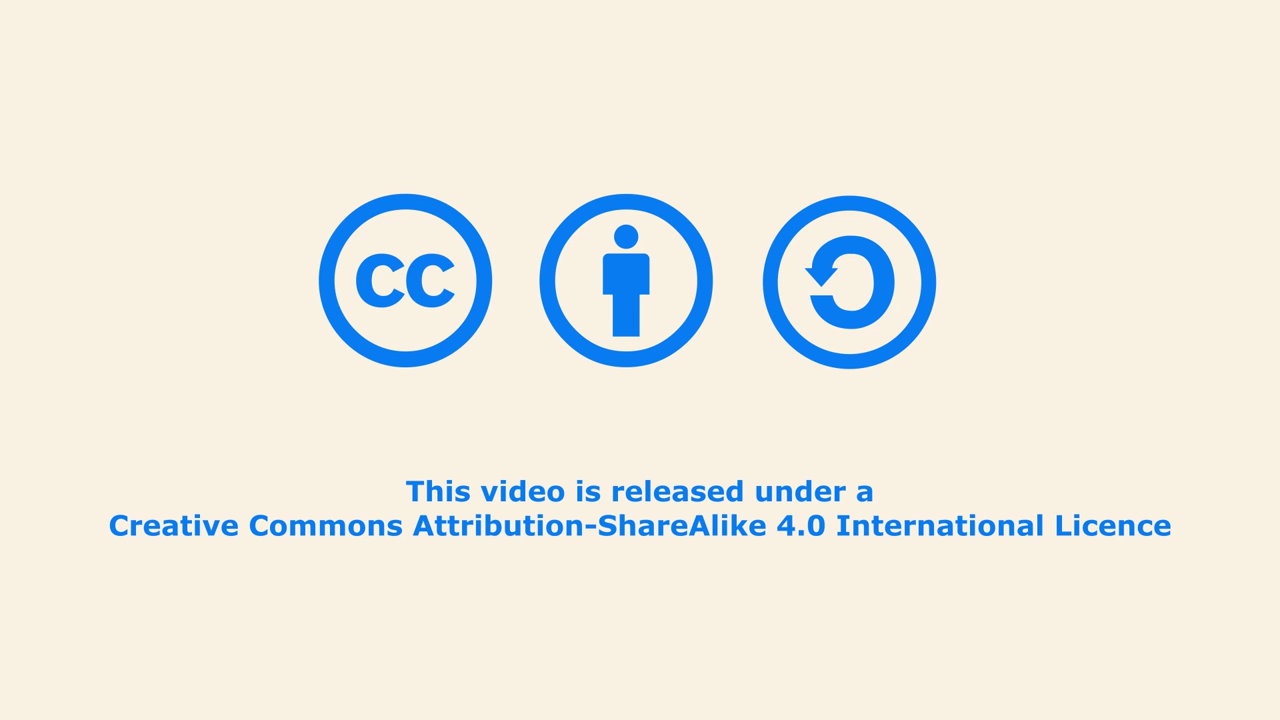 cc
This video is released under a
Creative Commons Attribution-ShareAlike 4.0 International Licence